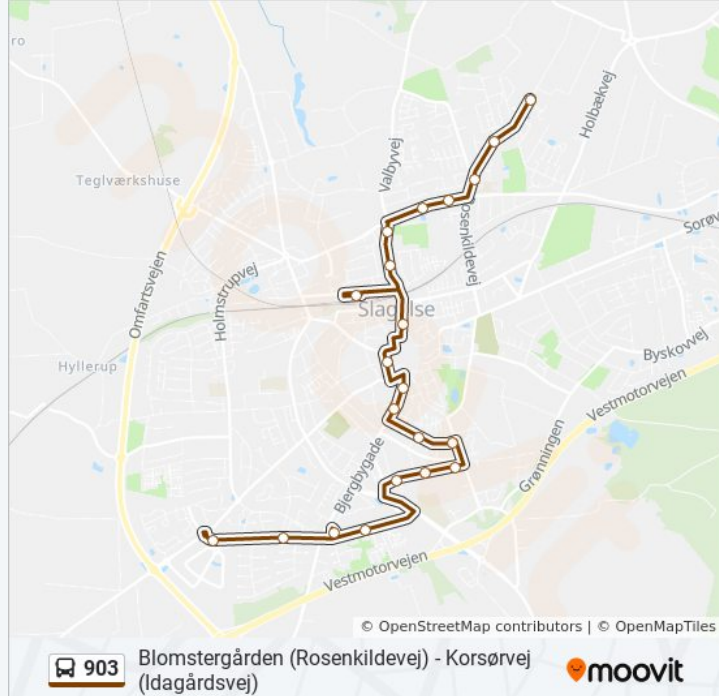 ro
Teglværkshuse
Valbyvej
Holbækvej
Rosenkildevej
Sorøv
Omfartsvejen
Holmstrupvej
Slagelse
Hyllerup
Byskovvej
Vestmotorvejen
Grønningen
Bjergbygade
Vestmotorvejen
© OpenStreetMap contributors | © OpenMapTiles
903
Blomstergården (Rosenkildevej) - Korsørvej
(Idagårdsvej)
moovit